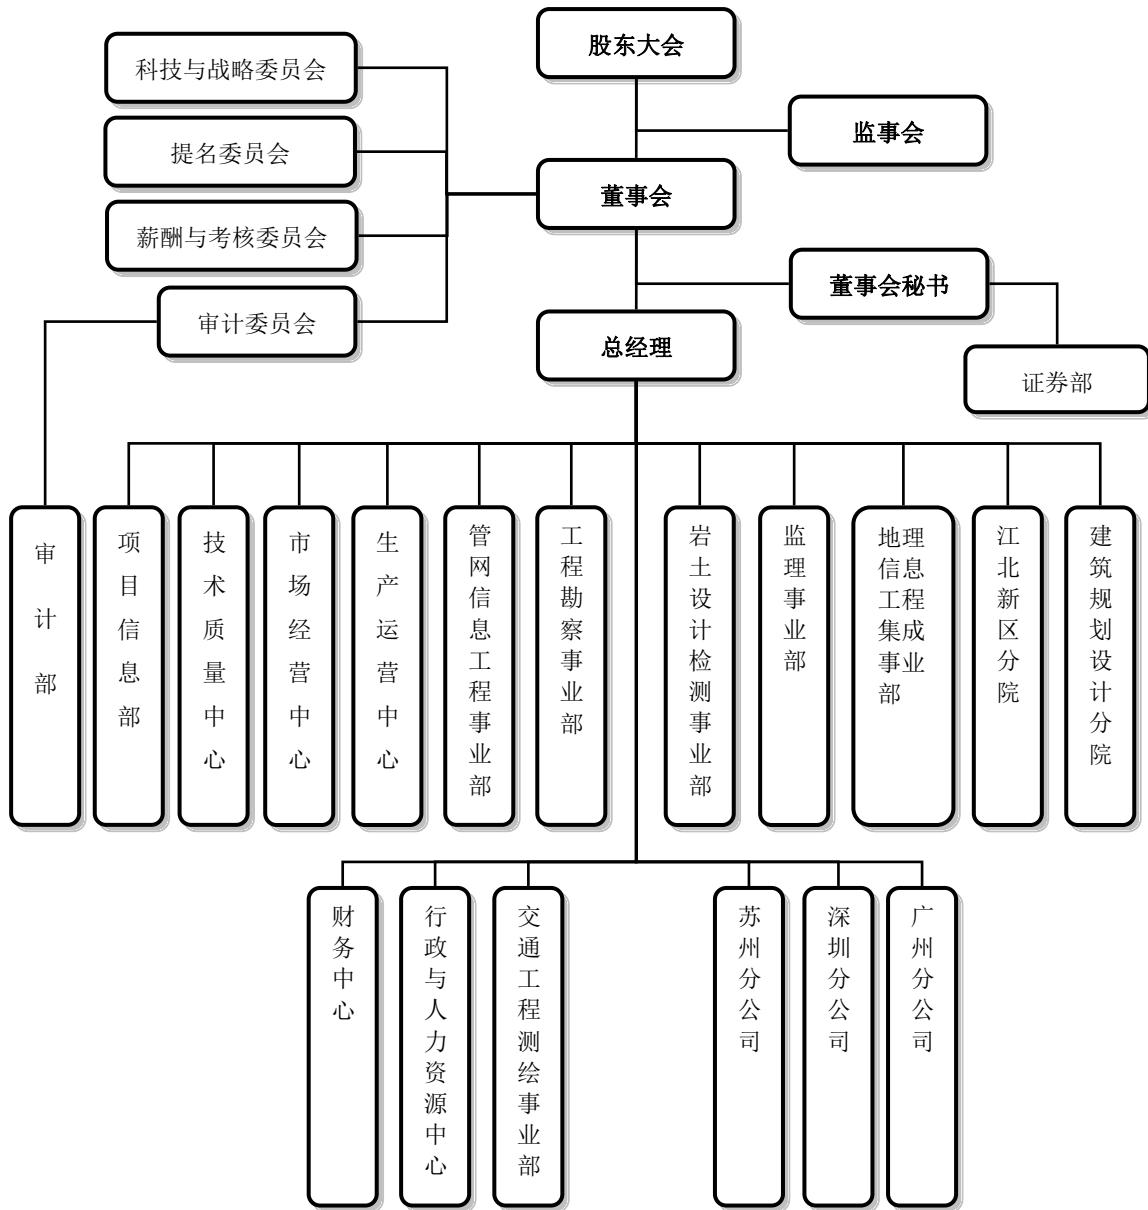 股东大会
科技与战略委员会
监事会
提名委员会
董事会
薪酬与考核委员会
董事会秘书
审计委员会
总经理
证券部
审计部
项目信息部
技术质量中心
市场经营中心
生产运营中心
管网信息工程事业部
工程勘察事业部
岩土设计检测事业部
监理事业部
地理
信息
工程
集成
事业
部
江北新区分院
建筑规划设计分院
财务中心
行政与人力资源中心
交通工程测绘事业部
苏州分公司
深圳分公司
广州分公司